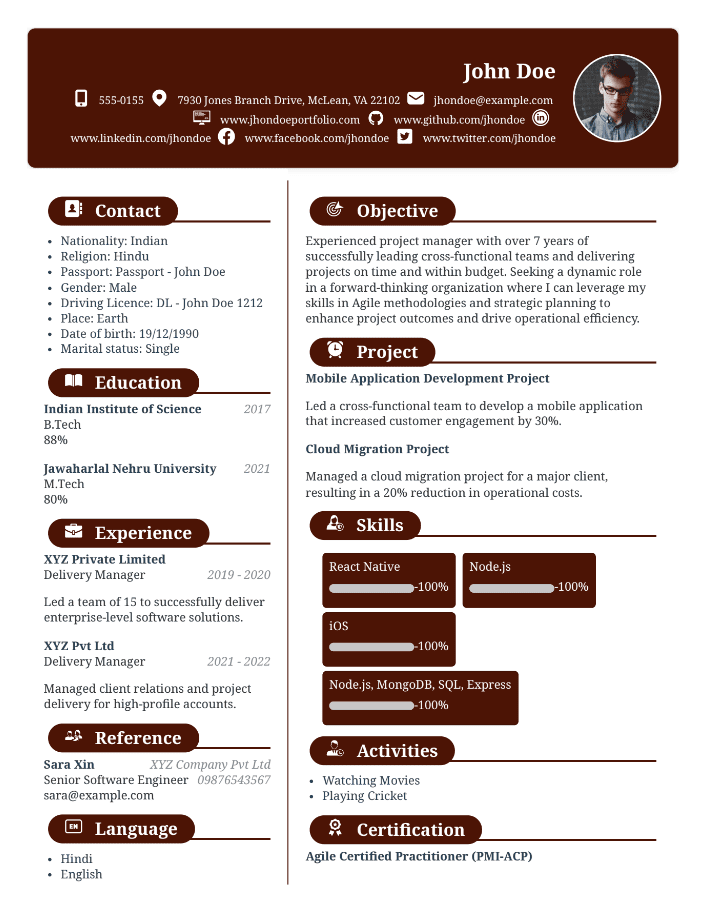 John Doe
555-0155 7930 Jones Branch Drive, McLean, VA 22102 jhondoe@example.com
www.jhondoeportfolio.com www.github.com/jhondoe
www.linkedin.com/jhondoe www.facebook.com/jhondoe www.twitter.com/jhondoe
Contact
• Nationality: Indian
• Religion: Hindu
• Passport: Passport - John Doe
• Gender: Male
• Driving Licence: DL - John Doe 1212
• Place: Earth
• Date of birth: 19/12/1990
• Marital status: Single
Education
Indian Institute of Science 2017
B.Tech
88%
Jawaharlal Nehru University 2021
M.Tech
80%
Experience
XYZ Private Limited
Delivery Manager 2019 - 2020
Led a team of 15 to successfully deliver
enterprise-level software solutions.
XYZ Pvt Ltd
Delivery Manager 2021 - 2022
Managed client relations and project
delivery for high-profile accounts.
Reference
Sara Xin XYZ Company Pvt Ltd
Senior Software Engineer 09876543567
sara@example.com
Language
• Hindi
• English
Objective
Experienced project manager with over 7 years of
successfully leading cross-functional teams and delivering
projects on time and within budget. Seeking a dynamic role
in a forward-thinking organization where I can leverage my
skills in Agile methodologies and strategic planning to
enhance project outcomes and drive operational efficiency.
Project
Mobile Application Development Project
Led a cross-functional team to develop a mobile application
that increased customer engagement by 30%.
Cloud Migration Project
Managed a cloud migration project for a major client,
resulting in a 20% reduction in operational costs.
Skills
React Native
-100%
Node.js
-100%
iOS
-100%
Node.js, MongoDB, SQL, Express
-100%
Activities
• Watching Movies
• Playing Cricket
Certification
Agile Certified Practitioner (PMI-ACP)